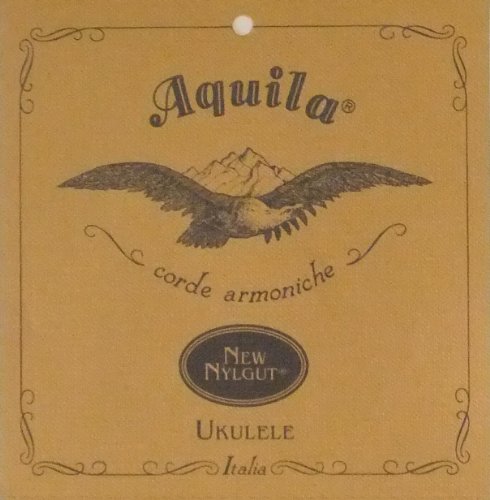 Aquila®
corde armoniche
NEW
NYLGUT®
UKULELE
Italia